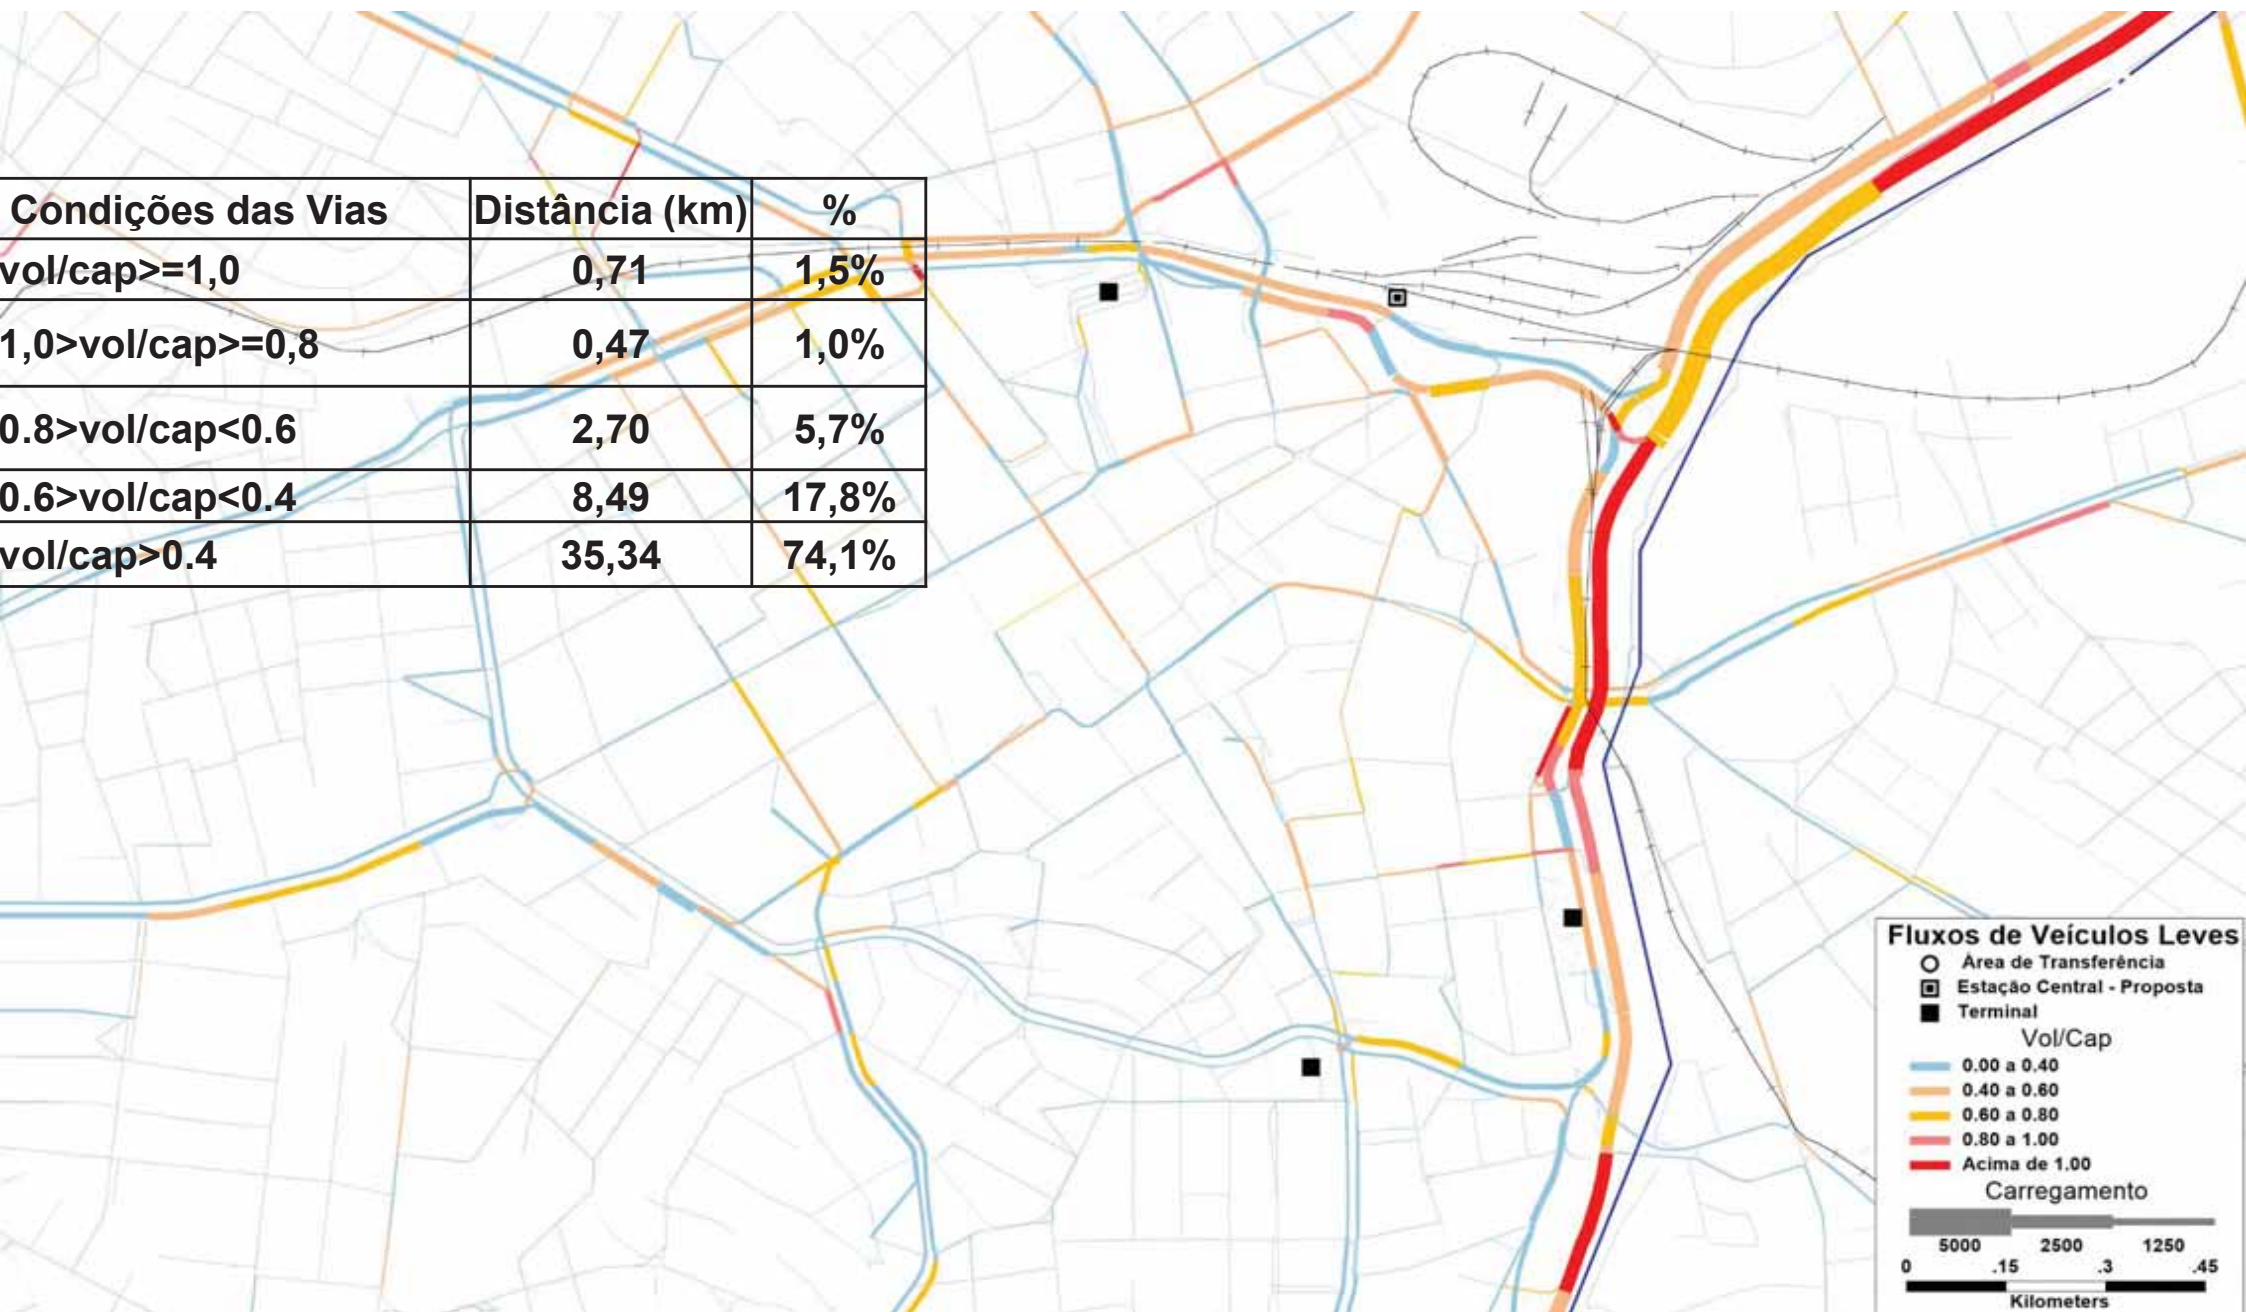 Condições das Vias Distância (km) %
vol/cap>=1,0 0,71 1,5%
1,0>vol/cap>=0,8 0,47 1,0%
0.8>vol/cap<0.6 2,70 5,7%
0.6>vol/cap<0.4 8,49 17,8%
vol/cap>0.4 35,34 74,1%
Fluxos de Veículos Leves
Área de Transferência
Estação Central - Proposta
Terminal
Vol/Cap
0.00 a 0.40
0.40 a 0.60
0.60 a 0.80
0.80 a 1.00
Acima de 1.00
Carregamento
5000 2500 1250
0 .15 .3 .45
Kilometers